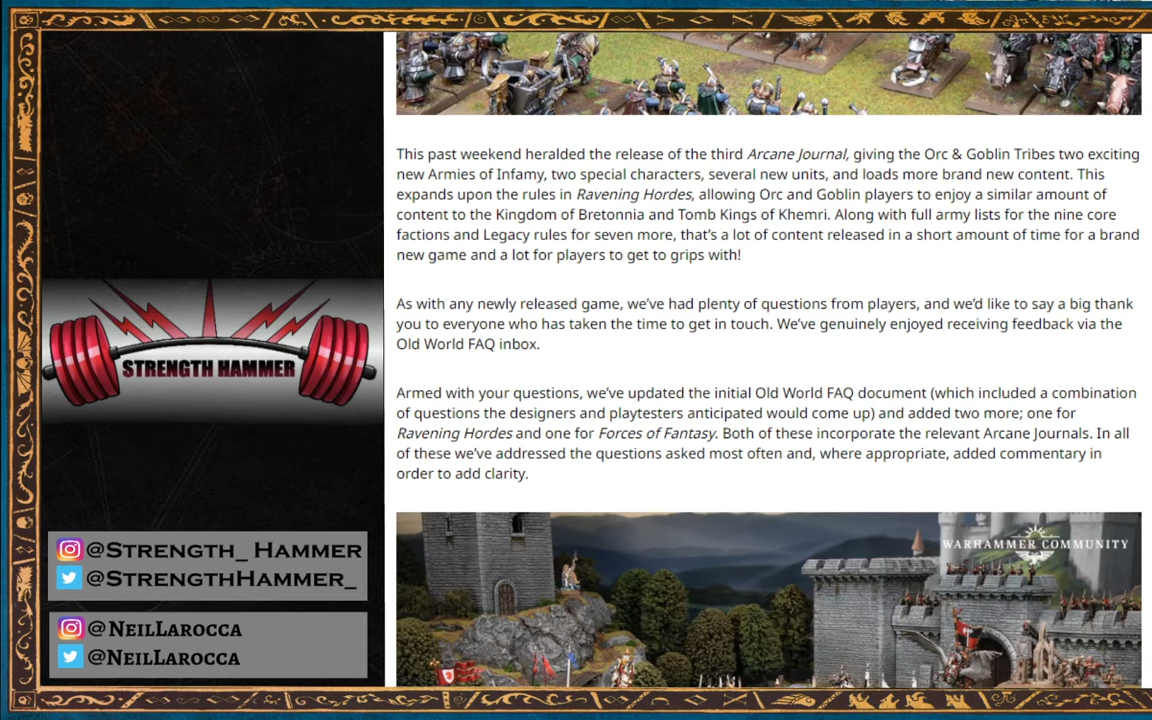 STRENGTH HAMMER
@STRENGTH_HAMMER
@STRENGTHHAMMER_
@NEILLAROCCA
@NEILLAROCCA
This past weekend heralded the release of the third Arcane Journal, giving the Orc & Goblin Tribes two exciting
new Armies of Infamy, two special characters, several new units, and loads more brand new content. This
expands upon the rules in Ravening Hordes, allowing Orc and Goblin players to enjoy a similar amount of
content to the Kingdom of Bretonnia and Tomb Kings of Khemri. Along with full army lists for the nine core
factions and Legacy rules for seven more, that's a lot of content released in a short amount of time for a brand
new game and a lot for players to get to grips with!
As with any newly released game, we've had plenty of questions from players, and we'd like to say a big thank
you to everyone who has taken the time to get in touch. We've genuinely enjoyed receiving feedback via the
Old World FAQ inbox.
Armed with your questions, we've updated the initial Old World FAQ document (which included a combination
of questions the designers and playtesters anticipated would come up) and added two more; one for
Ravening Hordes and one for Forces of Fantasy. Both of these incorporate the relevant Arcane Journals. In all
of these we've addressed the questions asked most often and, where appropriate, added commentary in
order to add clarity.
WARHAMMER COMMUNITY